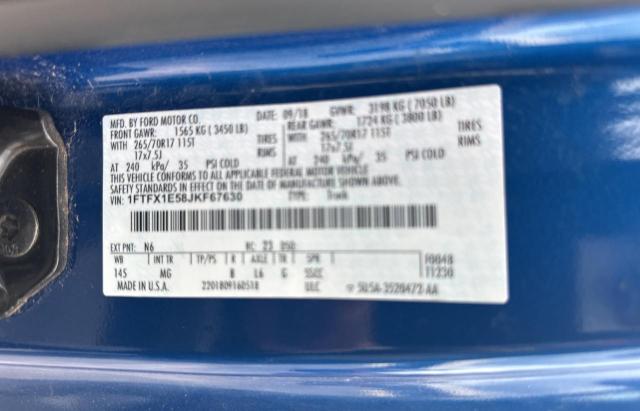 MFD. BY FORD MOTOR CO. DATE: 09/18 GVWR: 3198 KG ( 7050 LB)
FRONT GAWR: 1565 KG ( 3450 LB) REAR GAWR: 1724 KG ( 3800 LB)
WITH 265/70R17 115T TIRES WITH 265/70R17 115T TIRES
17x7.5J RIMS 17x7.5J RIMS
AT 240 kPa/ 35 PSI COLD AT 240 kPa/ 35 PSI COLD
THIS VEHICLE CONFORMS TO ALL APPLICABLE FEDERAL MOTOR VEHICLE
SAFETY STANDARDS IN EFFECT ON THE DATE OF MANUFACTURE SHOWN ABOVE.
VIN: 1FTFX1E58JKF67630 TYPE: Truck
EXT PNT: N6 RC: 23 DSO:
WB INT TR TP/PS R AXLE TR SPR
145 MG B L6 G
MADE IN U.S.A. 2201809160518 ULC